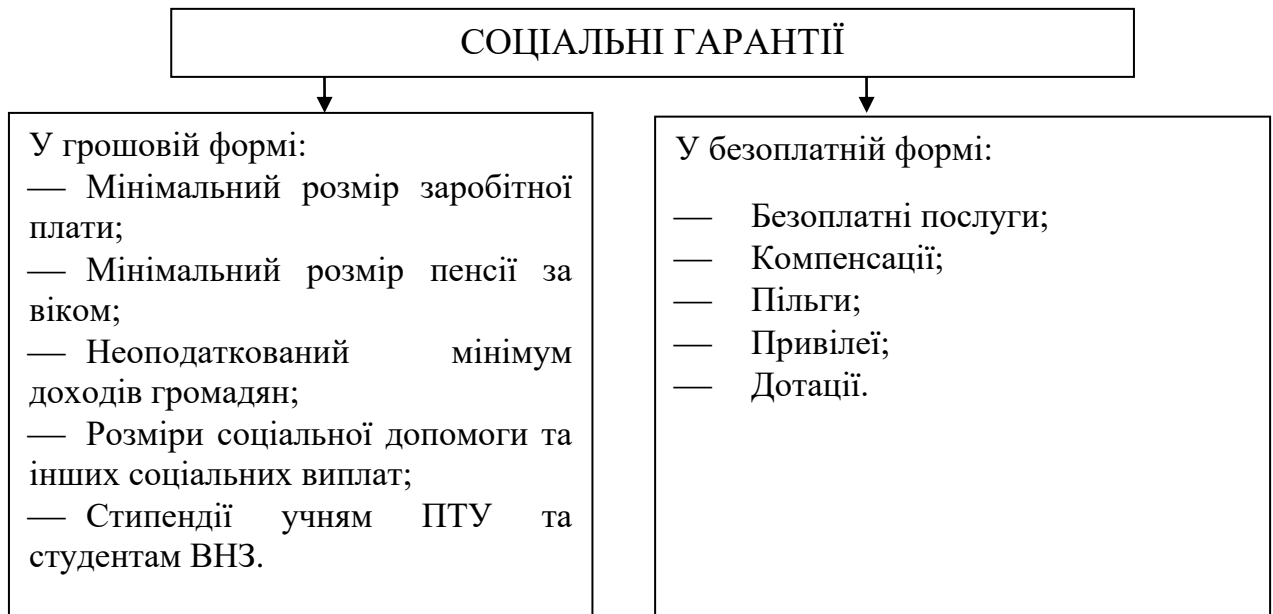 СОЦІАЛЬНІ ГАРАНТІЇ
У грошовій формі:
— Мінімальний розмір заробітної
плати;
— Мінімальний розмір пенсії за
віком;
— Неоподаткований мінімум
доходів громадян;
— Розміри соціальної допомоги та
інших соціальних виплат;
— Стипендії учням ПТУ та
студентам ВНЗ.
У безоплатній формі:
— Безоплатні послуги;
— Компенсації;
— Пільги;
— Привілеї;
— Дотації.